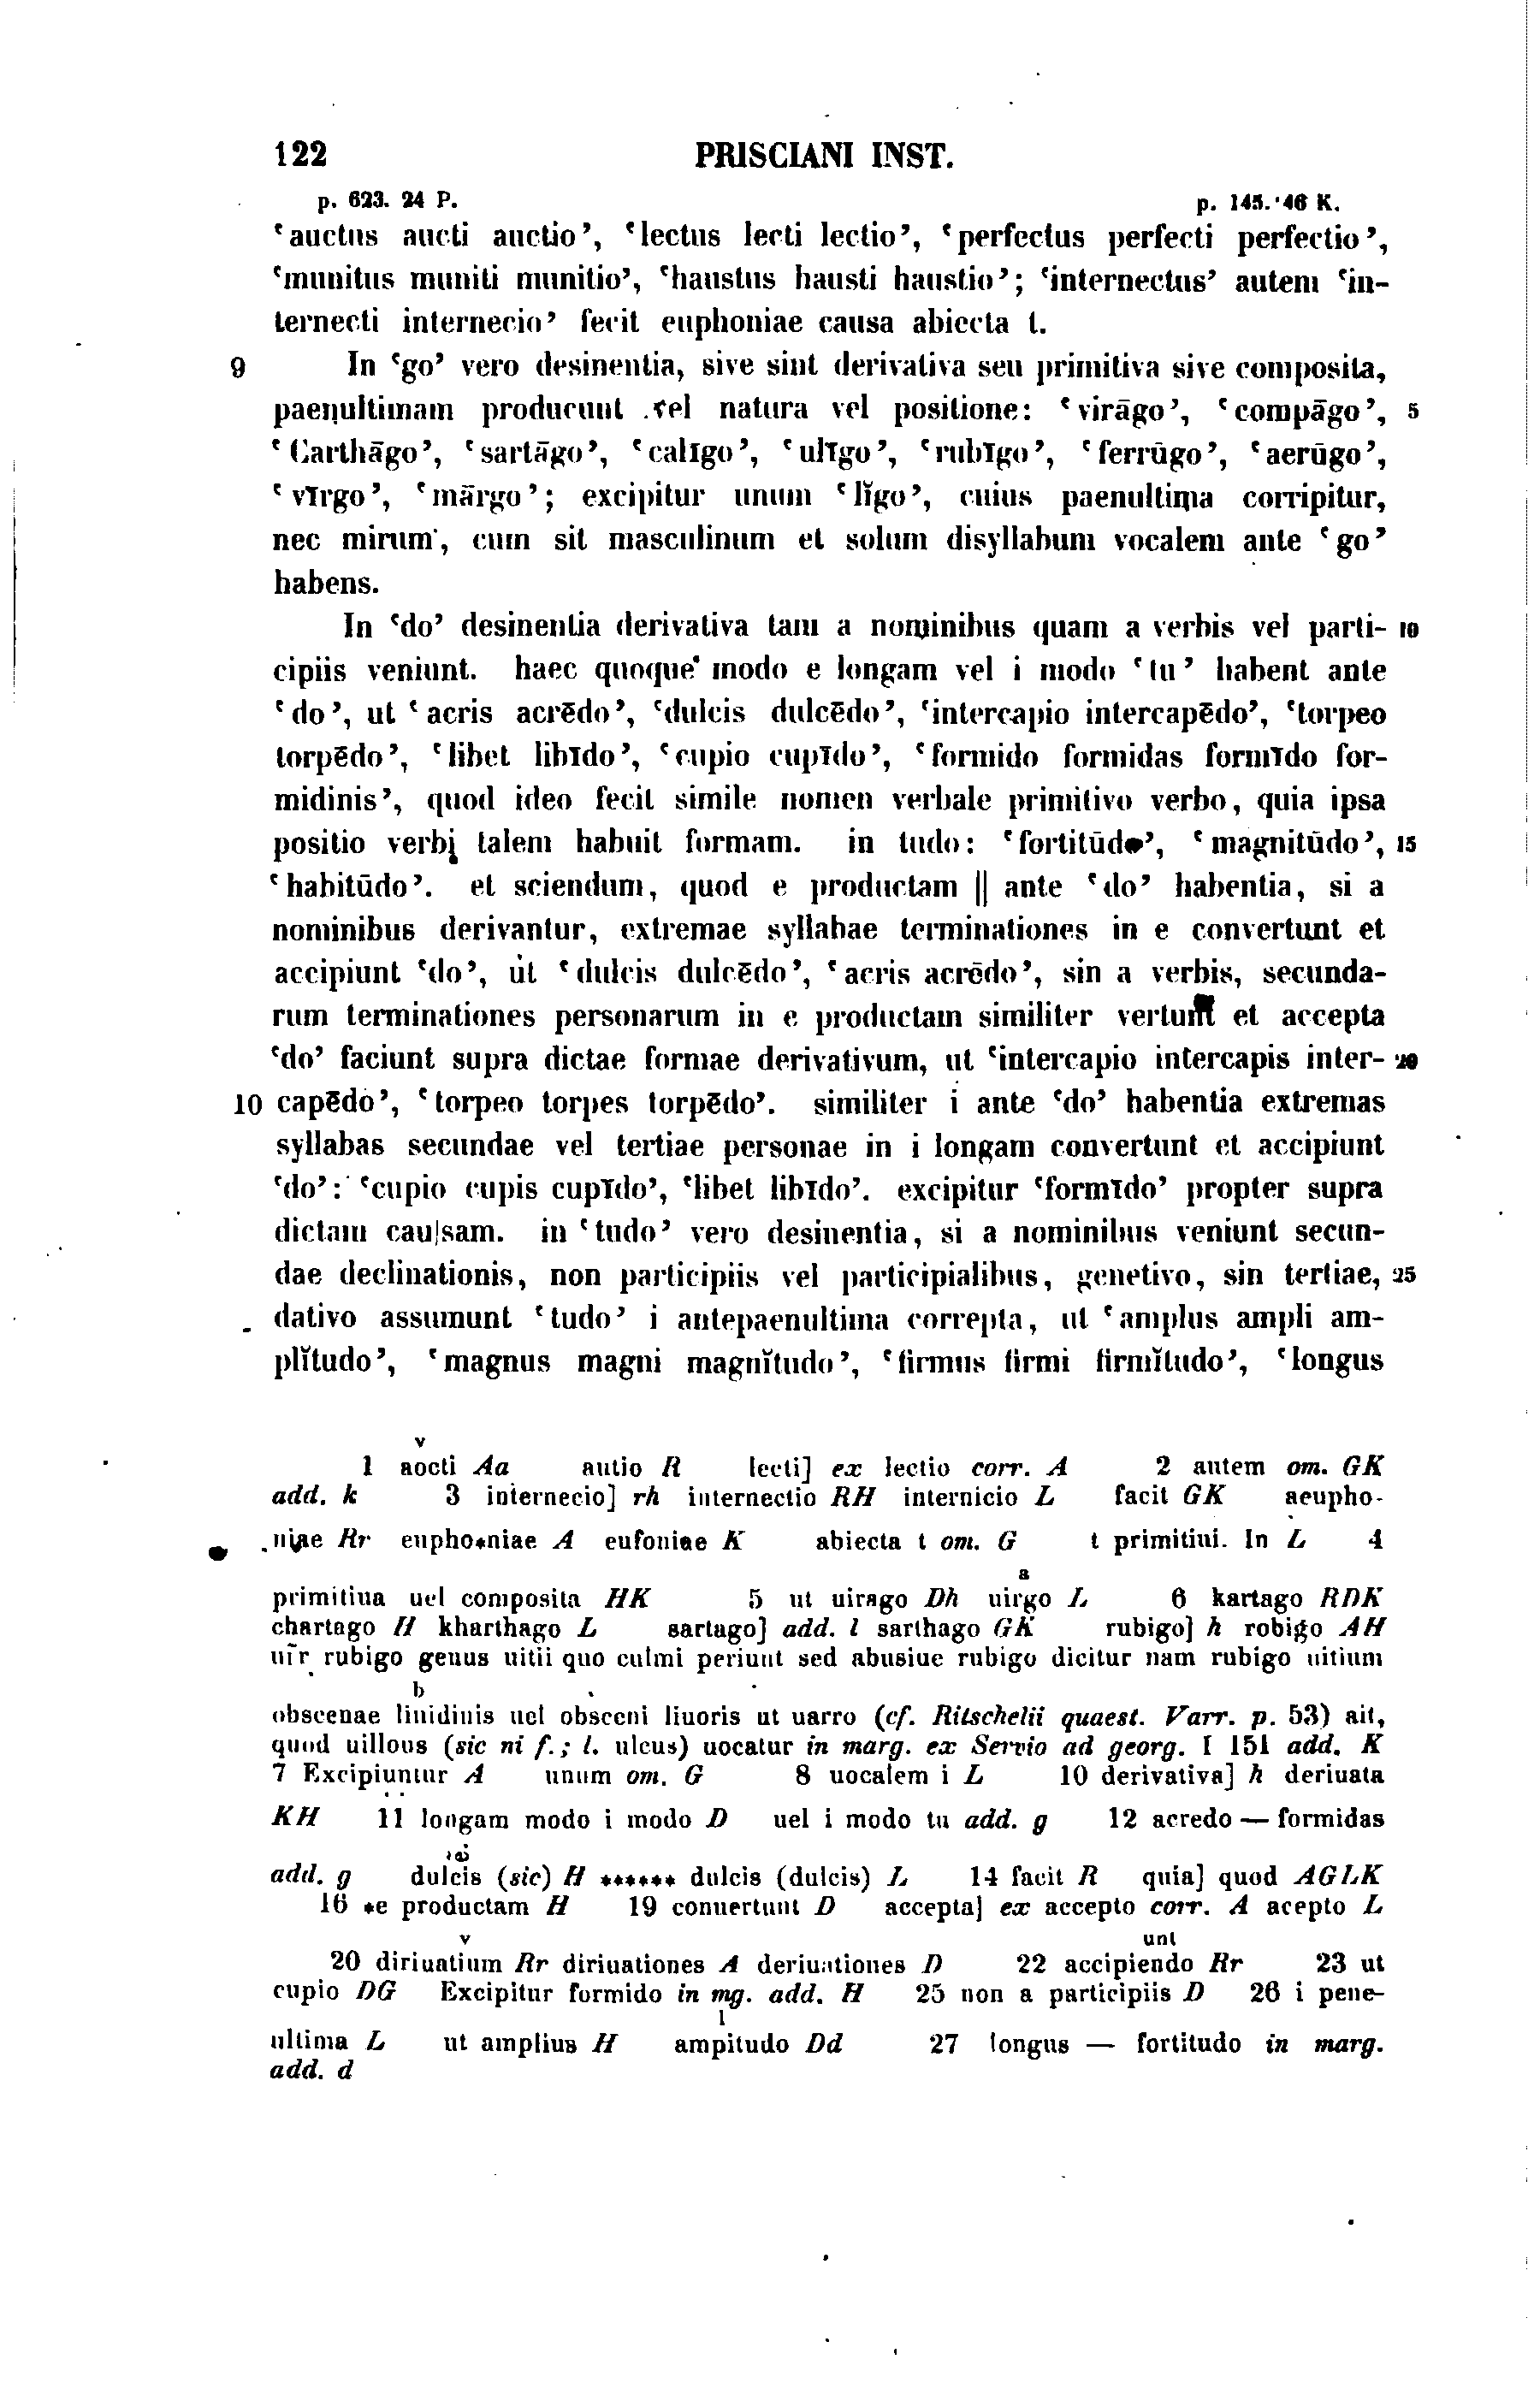 122 PRISCIANI INST.
p. 623. 24 P. p. 145. 46 K.
‘auctus aucti auctio’, ‘lectus lecti lectio’, ‘perfectus perfecti perfectio’,
‘munitus muniti munitio’, ‘haustus hausti haustio’; ‘internectus’ autem ‘in-
ternecti internecio’ fecit euphoniae causa abiecta t.
9 In ‘go’ vero desinentia, sive sint derivativa seu primitiva sive composita,
paenultimam producunt vel natura vel positione: ‘virāgo’, ‘compāgo’, 5
‘Carthāgo’, ‘sartāgo’, ‘calīgo’, ‘ulīgo’, ‘rubīgo’, ‘ferrūgo’, ‘aerūgo’,
‘vīrgo’, ‘mārgo’; excipitur unum ‘lĭgo’, cuius paenultima corripitur,
nec mirum, cum sit masculinum et solum disyllabum vocalem ante ‘go’
habens.
In ‘do’ desinentia derivativa tam a nominibus quam a verbis vel parti- 10
cipiis veniunt. haec quoque modo e longam vel i modo ‘tu’ habent ante
‘do’, ut ‘acris acrēdo’, ‘dulcis dulcēdo’, ‘intercapio intercapēdo’, ‘torpeo
torpēdo’, ‘libet libīdo’, ‘cupio cupīdo’, ‘formido formidas formīdo for-
midinis’, quod ideo fecit simile nomen verbale primitivo verbo, quia ipsa
positio verbi talem habuit formam. in tudo: ‘fortitūdo’, ‘magnitūdo’, 15
‘habitūdo’. et sciendum, quod e productam || ante ‘do’ habentia, si a
nominibus derivantur, extremae syllabae terminationes in e convertunt et
accipiunt ‘do’, ut ‘dulcis dulcēdo’, ‘acris acrēdo’, sin a verbis, secunda-
rum terminationes personarum in e productam similiter vertunt et accepta
‘do’ faciunt supra dictae formae derivativum, ut ‘intercapio intercapis inter- 20
10 capēdo’, ‘torpeo torpes torpēdo’. similiter i ante ‘do’ habentia extremas
syllabas secundae vel tertiae personae in i longam convertunt et accipiunt
‘do’: ‘cupio cupis cupīdo’, ‘libet libīdo’. excipitur ‘formīdo’ propter supra
dictam cau|sam. in ‘tudo’ vero desinentia, si a nominibus veniunt secun-
dae declinationis, non participiis vel participialibus, genetivo, sin tertiae, 25
dativo assumunt ‘tudo’ i antepaenultima correpta, ut ‘amplus ampli am-
plĭtudo’, ‘magnus magni magnĭtudo’, ‘firmus firmi firmĭtudo’, ‘longus
v
1 aocti Aa autio R lecti] ex lectio corr. A 2 autem om. GK
add. k 3 internecio] rh internectio RH internicio L facit GK aeupho-
niae Rr eupho*niae A eufoniae K abiecta t om. G t primitiui. In L 4
a
primitiua uel composita HK 5 ut uirago Dh uirgo L 6 kartago RDK
chartago H kharthago L sartago] add. l sarthago GK rubigo] h robigo AH
uir rubigo genus uitii quo culmi periunt sed abusiue rubigo dicitur nam rubigo uitium
b
obscenae liuidinis uel obsceni liuoris ut uarro (cf. Ritschelii quaest. Varr. p. 53) ait,
quod uillous (sic ni f.; l. ulcus) uocatur in marg. ex Servio ad georg. I 151 add. K
7 Excipiuntur A unum om. G 8 uocalem i L 10 derivativa] h deriuata
KH 11 longam modo i modo D uel i modo tu add. g 12 acredo — formidas
add. g dulcis (sic) H ****** dulcis (dulcis) L 14 facit R quia] quod AGLK
16 *e productam H 19 conuertunt D accepta] ex accepto corr. A acepto L
v unt
20 diriuatium Rr diriuationes A deriuationes D 22 accipiendo Rr 23 ut
cupio DG Excipitur formido in mg. add. H 25 non a participiis D 26 i pene-
l
ultima L ut amplius H ampitudo Dd 27 longus — fortitudo in marg.
add. d